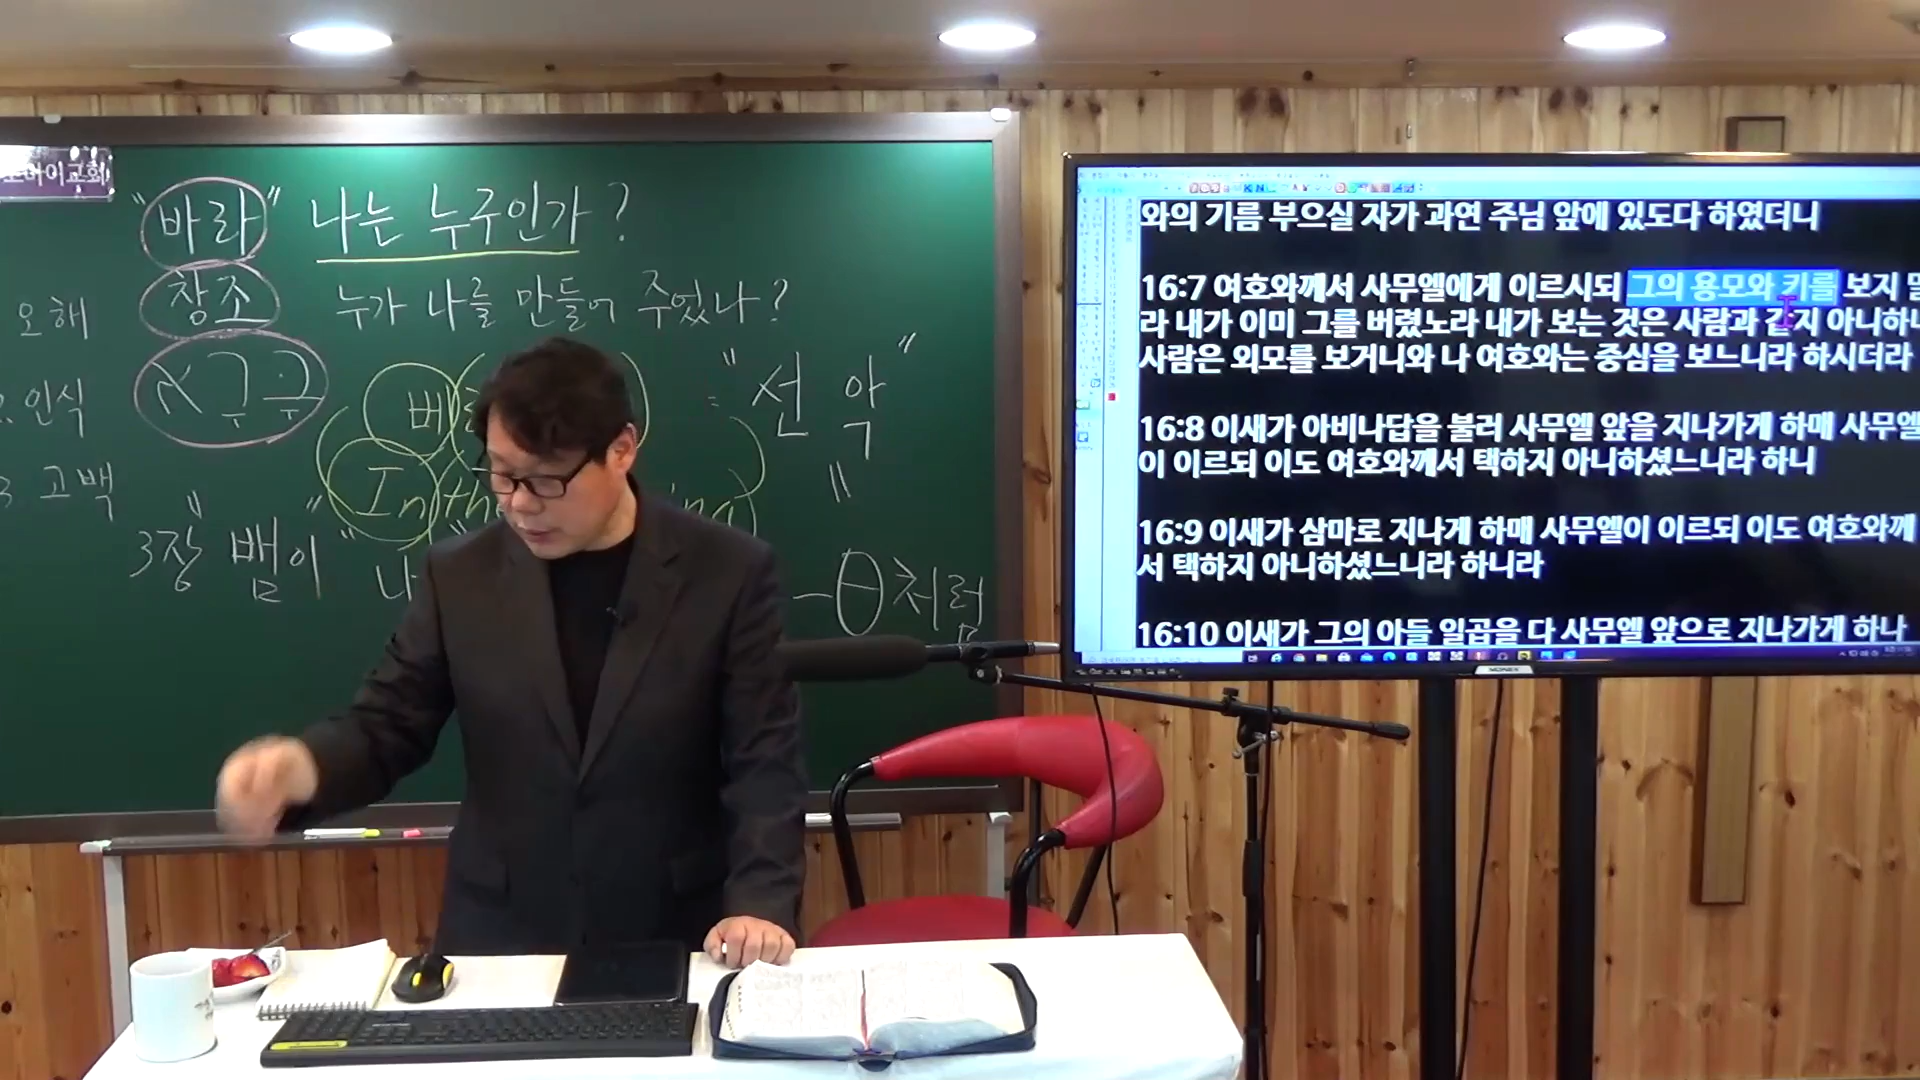 마이교회
"바라" 나는 누구인가?
창조
누가 나를 만들어 주었나?
오해
2. 인식
3. 고백
"선 악"
In the
3장 뱀이
처럼
와의 기름 부으실 자가 과연 주님 앞에 있도다 하였더니
16:7 여호와께서 사무엘에게 이르시되 그의 용모와 키를 보지
라 내가 이미 그를 버렸노라 내가 보는 것은 사람과 같지 아니하니
사람은 외모를 보거니와 나 여호와는 중심을 보느니라 하시더라
16:8 이새가 아비나답을 불러 사무엘 앞을 지나가게 하매 사무엘
이 이르되 이도 여호와께서 택하지 아니하셨느니라 하니
16:9 이새가 삼마로 지나게 하매 사무엘이 이르되 이도 여호와께
서 택하지 아니하셨느니라 하니라
16:10 이새가 그의 아들 일곱을 다 사무엘 앞으로 지나가게 하나